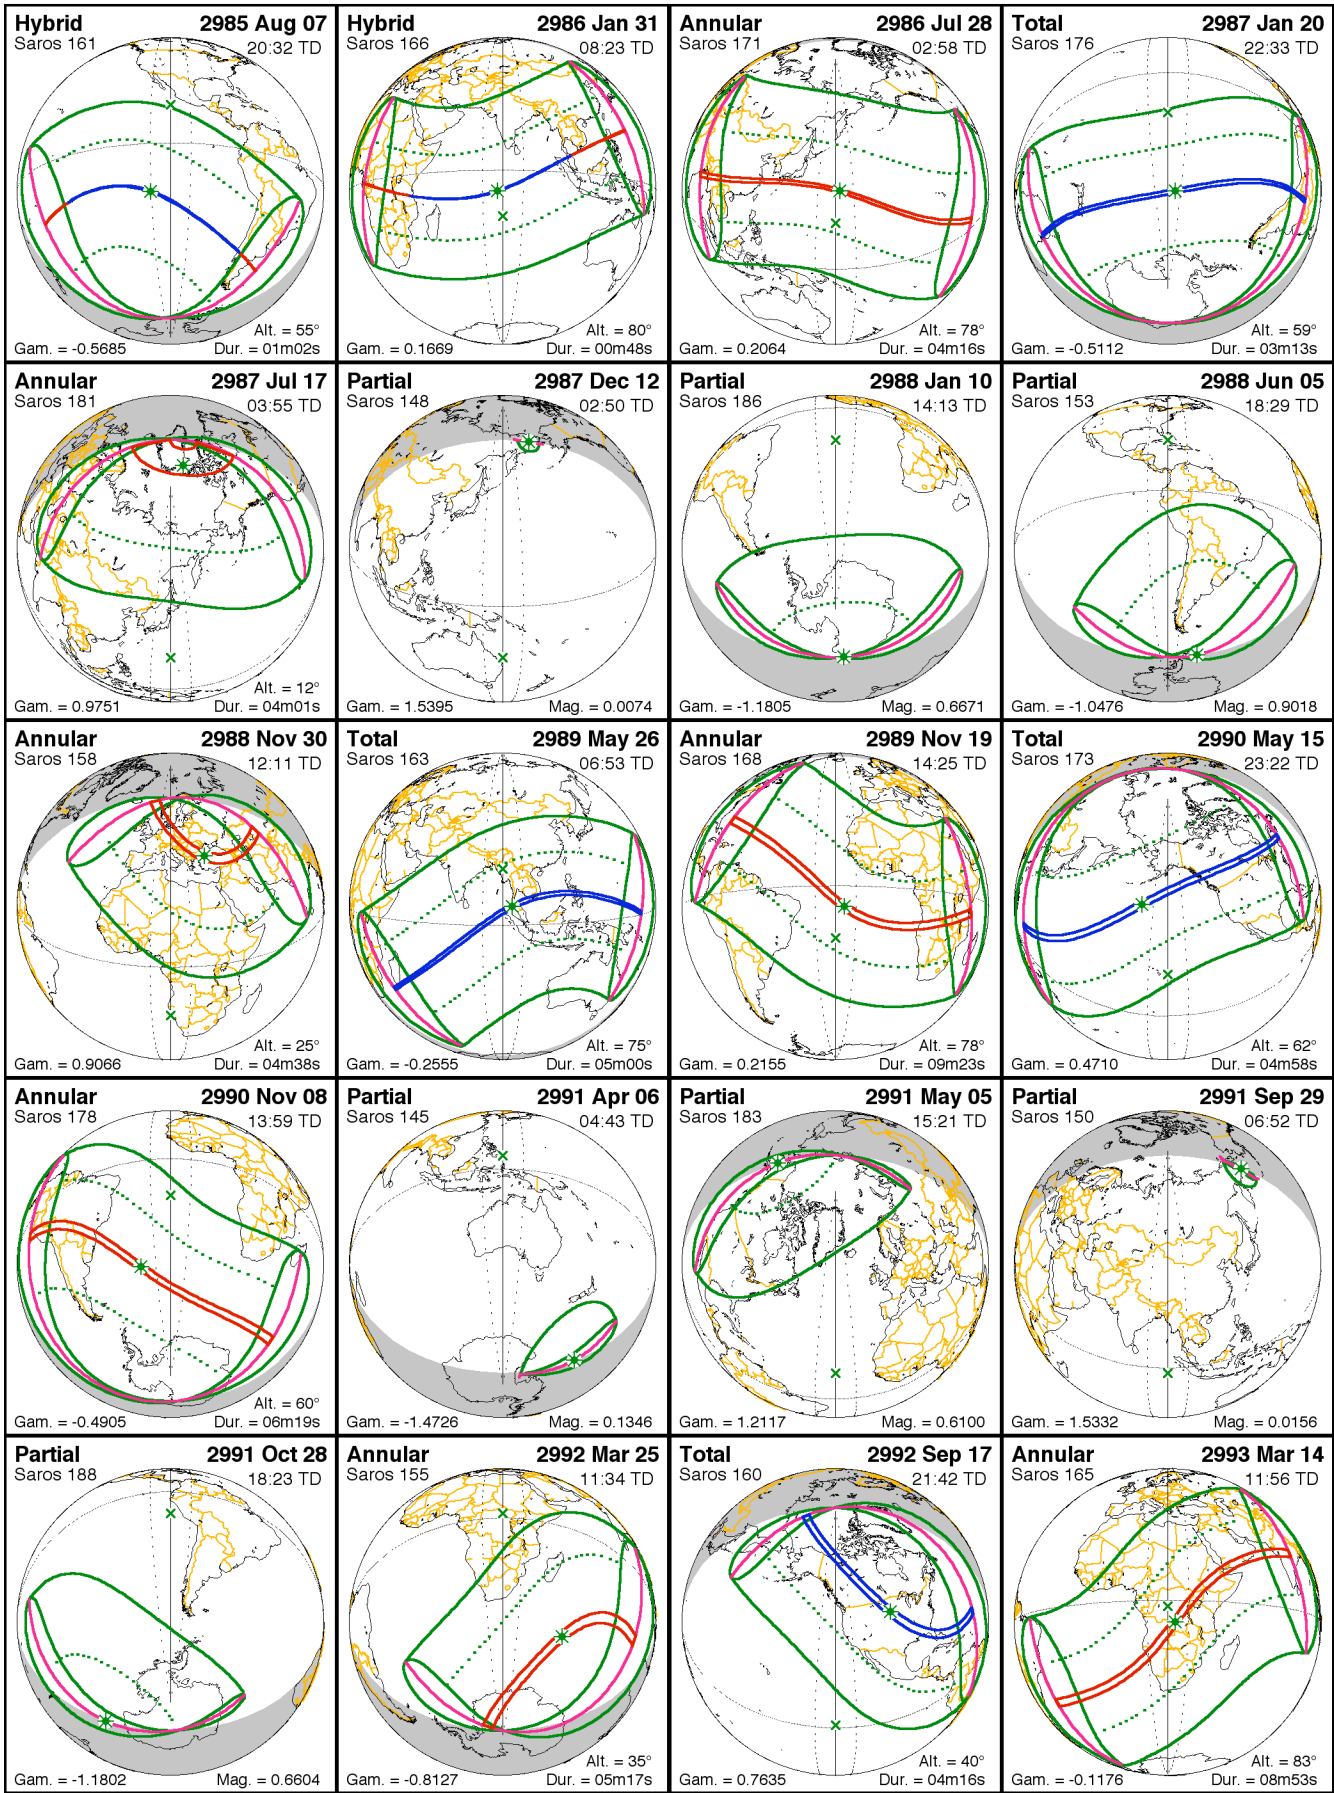 Hybrid 2985 Aug 07
Saros 161 20:32 TD
Alt. = 55°
Gam. = -0.5685 Dur. = 01m02s
Hybrid 2986 Jan 31
Saros 166 08:23 TD
Alt. = 80°
Gam. = 0.1669 Dur. = 00m48s
Annular 2986 Jul 28
Saros 171 02:58 TD
Alt. = 78°
Gam. = 0.2064 Dur. = 04m16s
Total 2987 Jan 20
Saros 176 22:33 TD
Alt. = 59°
Gam. = -0.5112 Dur. = 03m13s
Annular 2987 Jul 17
Saros 181 03:55 TD
Alt. = 12°
Gam. = 0.9751 Dur. = 04m01s
Partial 2987 Dec 12
Saros 148 02:50 TD
Gam. = 1.5395 Mag. = 0.0074
Partial 2988 Jan 10
Saros 186 14:13 TD
Gam. = -1.1805 Mag. = 0.6671
Partial 2988 Jun 05
Saros 153 18:29 TD
Gam. = -1.0476 Mag. = 0.9018
Annular 2988 Nov 30
Saros 158 12:11 TD
Alt. = 25°
Gam. = 0.9066 Dur. = 04m38s
Total 2989 May 26
Saros 163 06:53 TD
Alt. = 75°
Gam. = -0.2555 Dur. = 05m00s
Annular 2989 Nov 19
Saros 168 14:25 TD
Alt. = 78°
Gam. = 0.2155 Dur. = 09m23s
Total 2990 May 15
Saros 173 23:22 TD
Alt. = 62°
Gam. = 0.4710 Dur. = 04m58s
Annular 2990 Nov 08
Saros 178 13:59 TD
Alt. = 60°
Gam. = -0.4905 Dur. = 06m19s
Partial 2991 Apr 06
Saros 145 04:43 TD
Gam. = -1.4726 Mag. = 0.1346
Partial 2991 May 05
Saros 183 15:21 TD
Gam. = 1.2117 Mag. = 0.6100
Partial 2991 Sep 29
Saros 150 06:52 TD
Gam. = 1.5332 Mag. = 0.0156
Partial 2991 Oct 28
Saros 188 18:23 TD
Gam. = -1.1802 Mag. = 0.6604
Annular 2992 Mar 25
Saros 155 11:34 TD
Alt. = 35°
Gam. = -0.8127 Dur. = 05m17s
Total 2992 Sep 17
Saros 160 21:42 TD
Alt. = 40°
Gam. = 0.7635 Dur. = 04m16s
Annular 2993 Mar 14
Saros 165 11:56 TD
Alt. = 83°
Gam. = -0.1176 Dur. = 08m53s